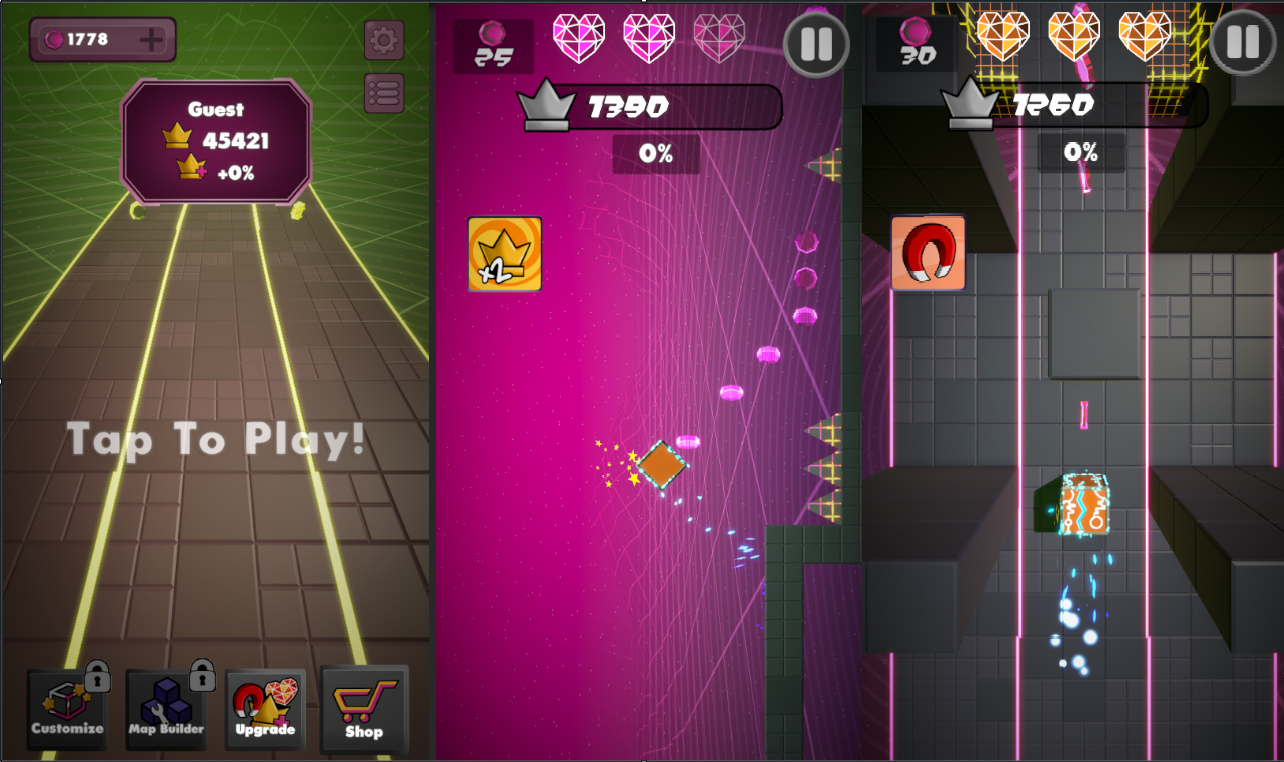 1778
Guest
45421
+0%
Tap To Play!
Customize
Map Builder
Upgrade
Shop
25
1390
0%
x2
30
1260
0%